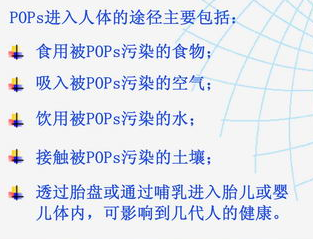 POPs进入人体的途径主要包括：
食用被POPs污染的食物；
吸入被POPs污染的空气；
饮用被POPs污染的水；
接触被POPs污染的土壤；
透过胎盘或通过哺乳进入胎儿或婴
儿体内，可影响到几代人的健康。